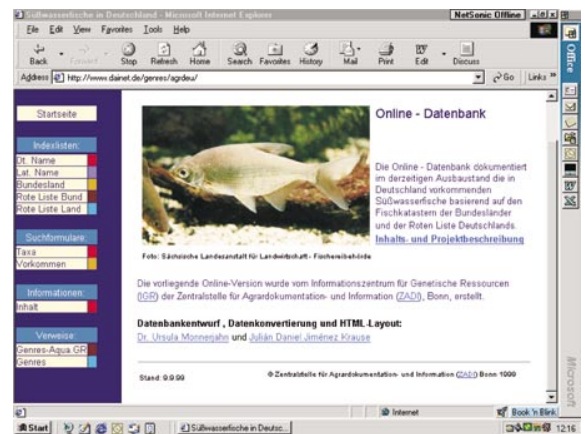 Süßwasserfische in Deutschland - Microsoft Internet Explorer
NetSonic Offline
File Edit View Favorites Tools Help
Back Forward Stop Refresh Home Search Favorites History Mail Print Edit Discuss
Address http://www.dainet.de/genres/agrdeu/ Go Links »
Office
Startseite
Indexlisten:
Dt. Name
Lat. Name
Bundesland
Rote Liste Bund
Rote Liste Land
Suchformulare:
Taxa
Vorkommen
Informationen:
Inhalt
Verweise:
Genres-Aqua GR
Genres
Online - Datenbank
Die Online - Datenbank dokumentiert
im derzeitigen Ausbaustand die in
Deutschland vorkommenden
Süßwasserfische basierend auf den
Fischkatastern der Bundesländer
und der Roten Liste Deutschlands.
Inhalts- und Projektbeschreibung
Foto: Sächsische Landesanstalt für Landwirtschaft - Fischereibehörde
Die vorliegende Online-Version wurde vom Informationszentrum für Genetische Ressourcen
(IGR) der Zentralstelle für Agrardokumentation- und Information (ZADI), Bonn, erstellt.
Datenbankentwurf , Datenkonvertierung und HTML-Layout:
Dr. Ursula Monnerjahn und Julián Daniel Jiménez Krause
Stand: 9.9.99
© Zentralstelle für Agrardokumentation- und Information (ZADI) Bonn 1999
Microsoft
Internet
Book 'n Blink
Start
Süßwasserfische in Deutsc...
12:16